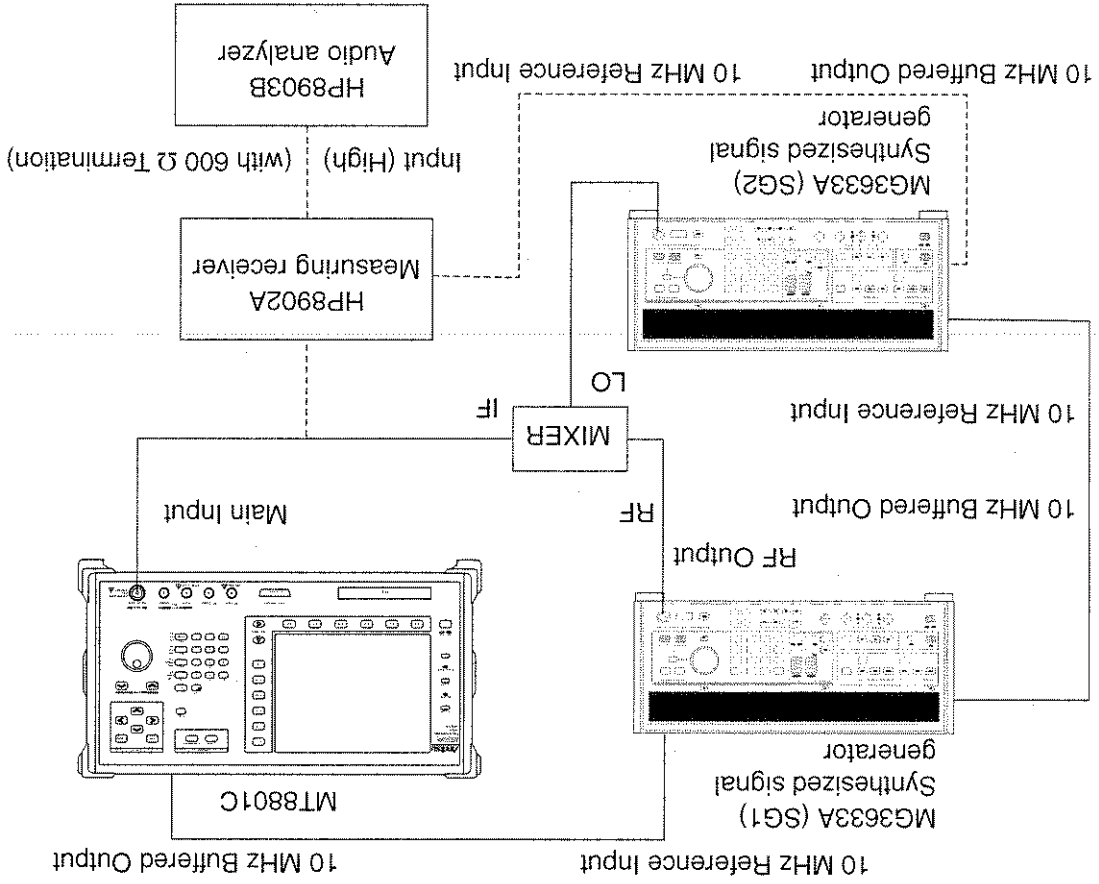 10 MHz Reference Input
10 MHz Buffered Output
MG3633A (SG1)
Synthesized signal
generator
MT8801C
RF Output
RF
Main Input
10 MHz Buffered Output
10 MHz Reference Input
MIXER
IF
LO
MG3633A (SG2)
Synthesized signal
generator
10 MHz Buffered Output
10 MHz Reference Input
HP8902A
Measuring receiver
Input (High) (with 600 Ω Termination)
HP8903B
Audio analyzer